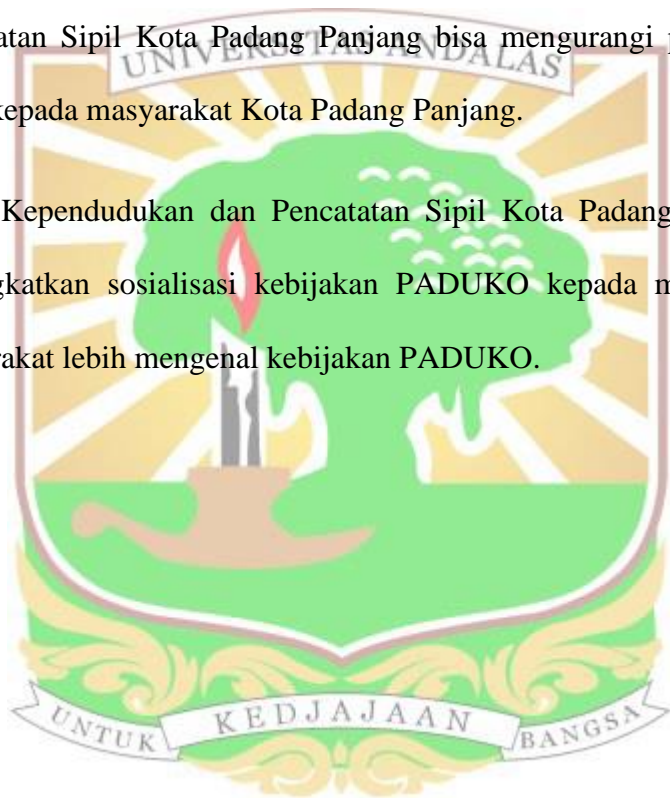 atan Sipil Kota Padang Panjang bisa mengurangi p
UNIVERSITAS ANDALAS
kepada masyarakat Kota Padang Panjang.
Kependudukan dan Pencatatan Sipil Kota Padang
gkatkan sosialisasi kebijakan PADUKO kepada m
rakat lebih mengenal kebijakan PADUKO.
UNTUK KEDJAJAAN BANGSA